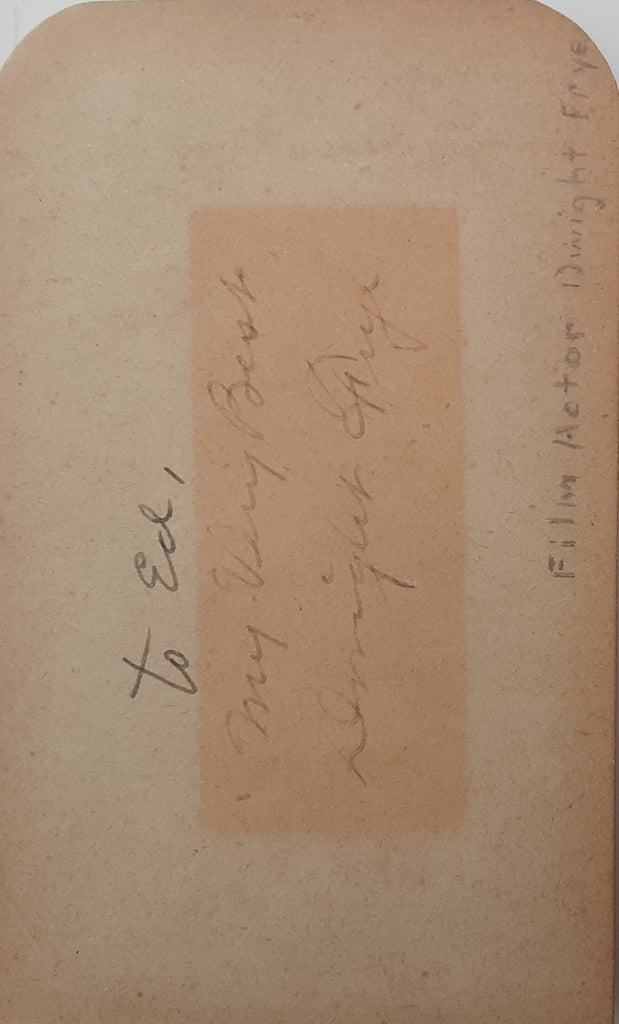 to Ed,
My Very Best
Dwight Frye
Film Actor Dwight Frye